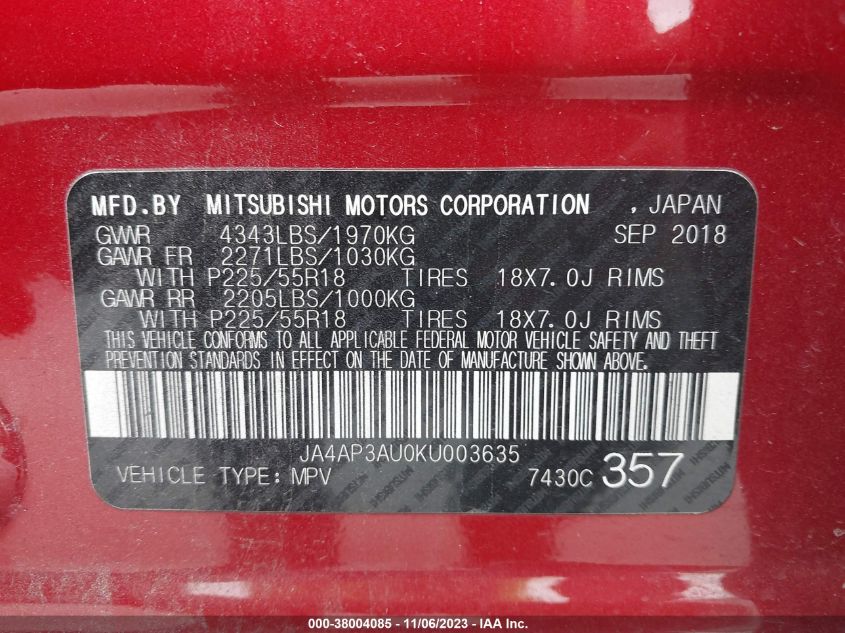 MFD.BY MITSUBISHI MOTORS CORPORATION , JAPAN
GVWR 4343LBS/1970KG SEP 2018
GAWR FR 2271LBS/1030KG
WITH P225/55R18 TIRES 18X7.0J RIMS
GAWR RR 2205LBS/1000KG
WITH P225/55R18 TIRES 18X7.0J RIMS
THIS VEHICLE CONFORMS TO ALL APPLICABLE FEDERAL MOTOR VEHICLE SAFETY AND THEFT
PREVENTION STANDARDS IN EFFECT ON THE DATE OF MANUFACTURE SHOWN ABOVE.
JA4AP3AU0KU003635
VEHICLE TYPE: MPV 7430C 357
000-38004085 - 11/06/2023 - IAA Inc.